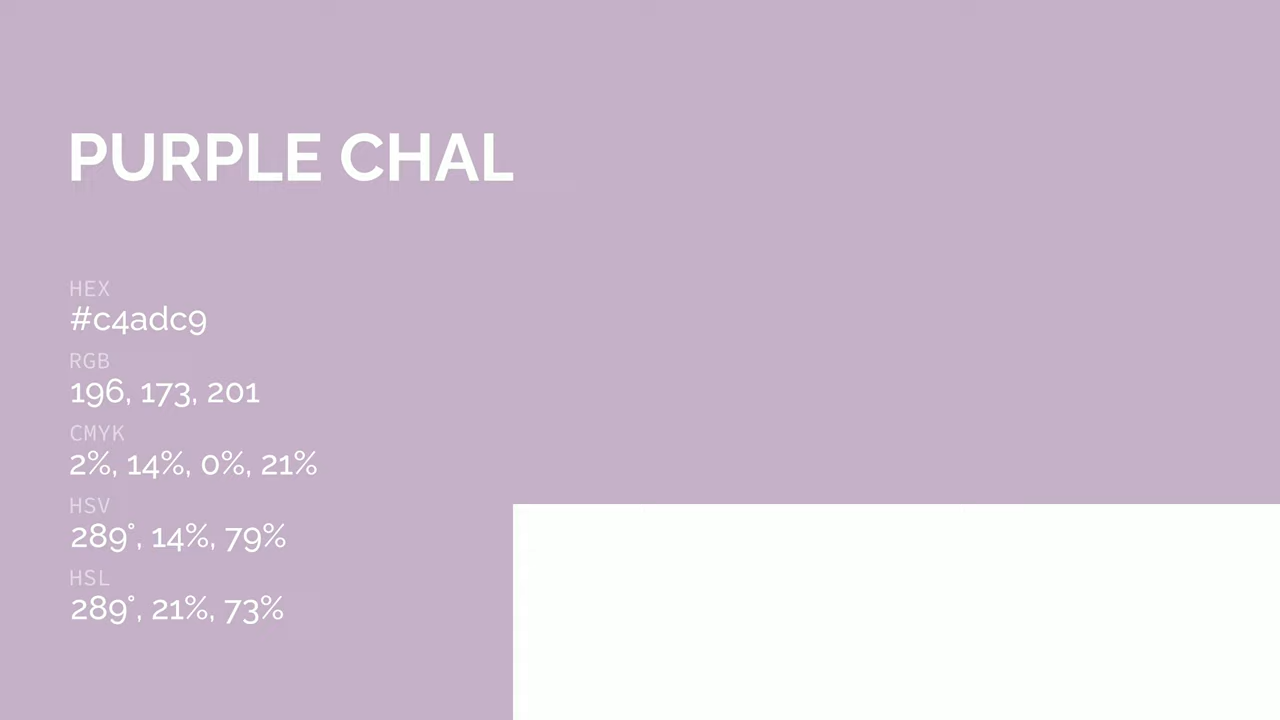 PURPLE CHAL
HEX
#c4adc9
RGB
196, 173, 201
CMYK
2%, 14%, 0%, 21%
HSV
289°, 14%, 79%
HSL
289°, 21%, 73%